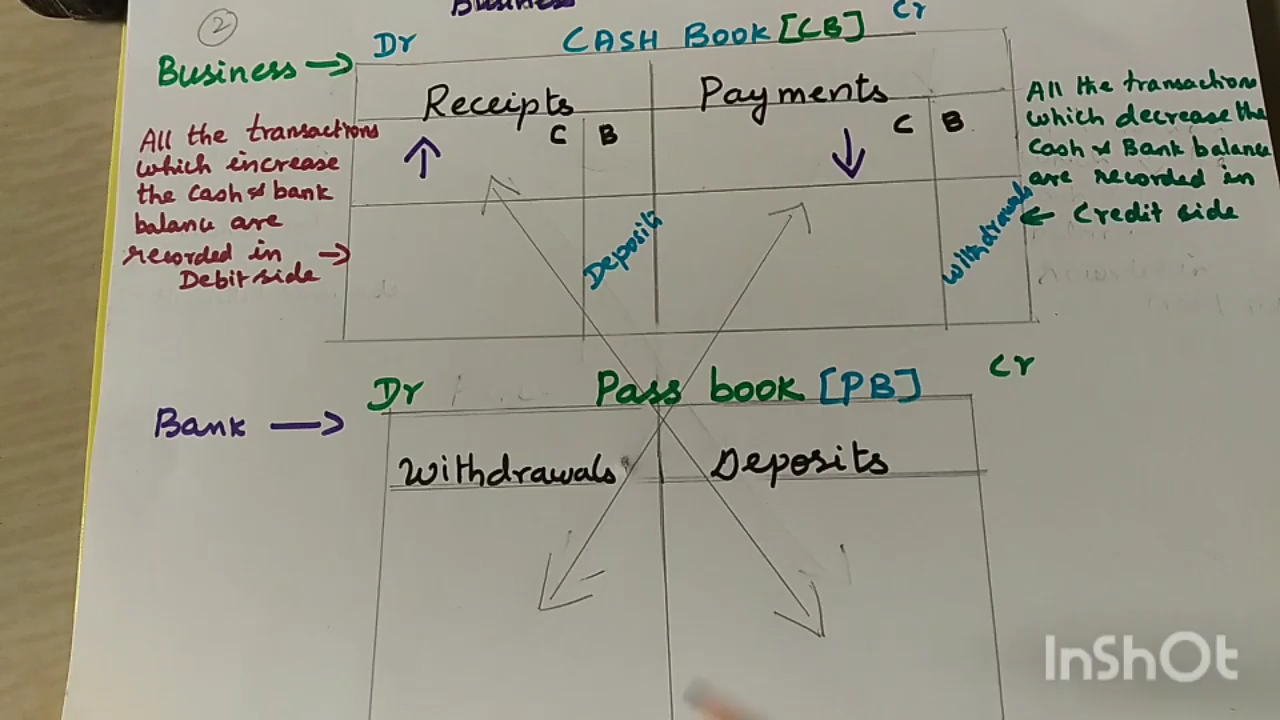 Business
②
Dr CASH BOOK [CB] Cr
Business →
Receipts
C B
Payments
C B
All the transactions
which increase
the cash & bank
balance are
recorded in →
Debit side
All the transactions
which decrease the
Cash & Bank balance
are recorded in
← Credit side
Deposits
Withdrawals
Dr Pass book [PB] Cr
Bank →
Withdrawals
Deposits
InShOt